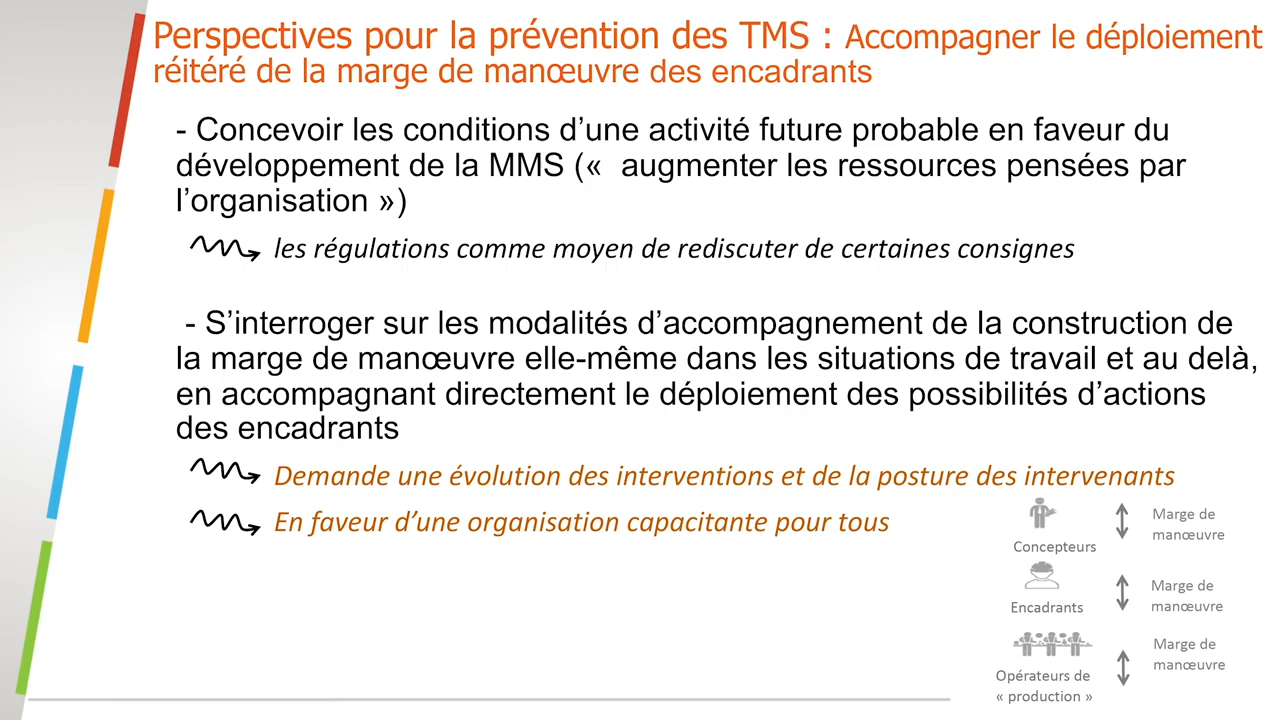 Perspectives pour la prévention des TMS : Accompagner le déploiement
réitéré de la marge de manœuvre des encadrants
- Concevoir les conditions d’une activité future probable en faveur du
développement de la MMS («  augmenter les ressources pensées par
l’organisation »)
les régulations comme moyen de rediscuter de certaines consignes
- S’interroger sur les modalités d’accompagnement de la construction de
la marge de manœuvre elle-même dans les situations de travail et au delà,
en accompagnant directement le déploiement des possibilités d’actions
des encadrants
Demande une évolution des interventions et de la posture des intervenants
En faveur d’une organisation capacitante pour tous
Concepteurs
Marge de
manœuvre
Encadrants
Marge de
manœuvre
Opérateurs de
« production »
Marge de
manœuvre